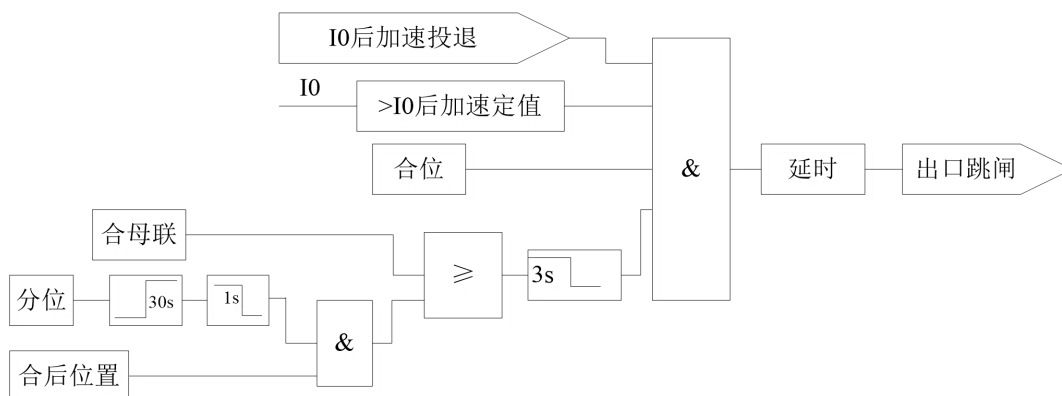 I0后加速投退
I0
>I0后加速定值
合位
&
延时
出口跳闸
合母联
≥
3s
分位
30s
1s
&
合后位置